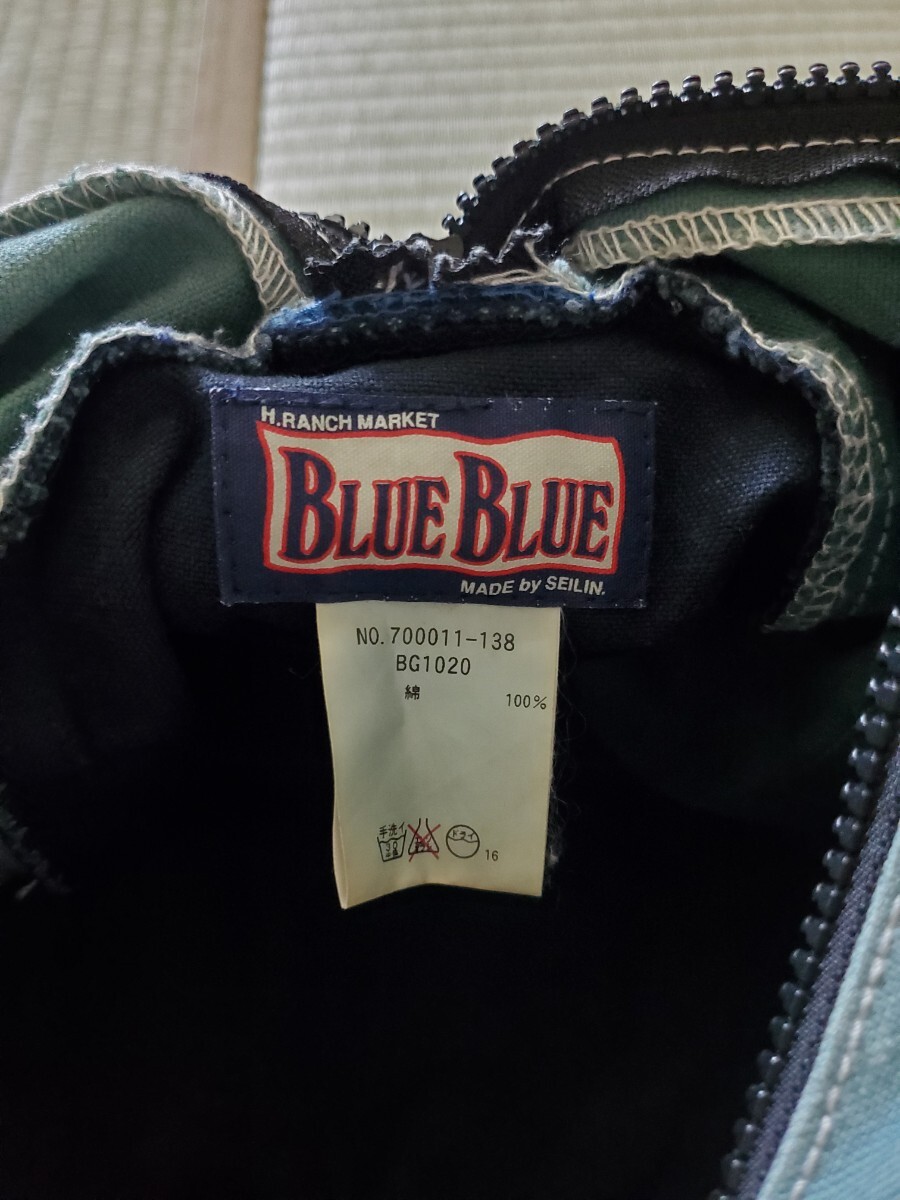 H.RANCH MARKET
BLUE BLUE
MADE by SEILIN.
NO.700011-138
BG1020
綿 100%
手洗イ
30
ドライ
16